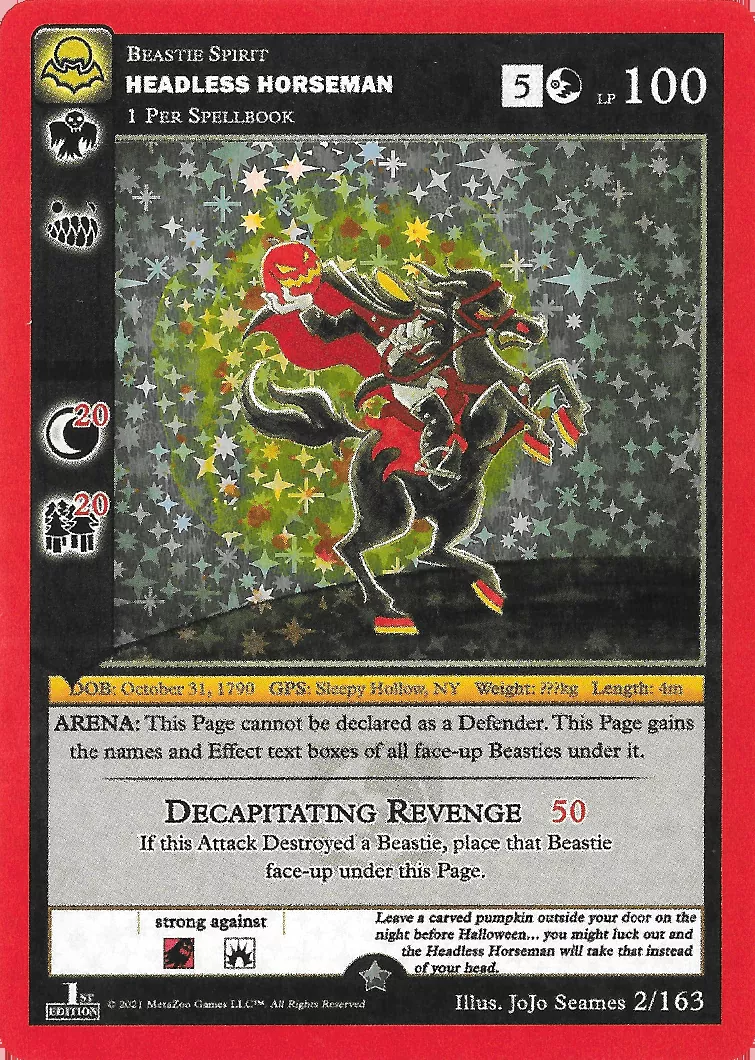 BEASTIE SPIRIT
HEADLESS HORSEMAN
5 LP 100
1 PER SPELLBOOK
20
20
DOB: October 31, 1790 GPS: Sleepy Hollow, NY Weight: ???kg Length: 4m
ARENA: This Page cannot be declared as a Defender. This Page gains
the names and Effect text boxes of all face-up Beasties under it.
DECAPITATING REVENGE 50
If this Attack Destroyed a Beastie, place that Beastie
face-up under this Page.
strong against
Leave a carved pumpkin outside your door on the
night before Halloween... you might luck out and
the Headless Horseman will take that instead
of your head.
1ST
EDITION
© 2021 MetaZoo Games LLC™ All Rights Reserved
Illus. JoJo Seames 2/163